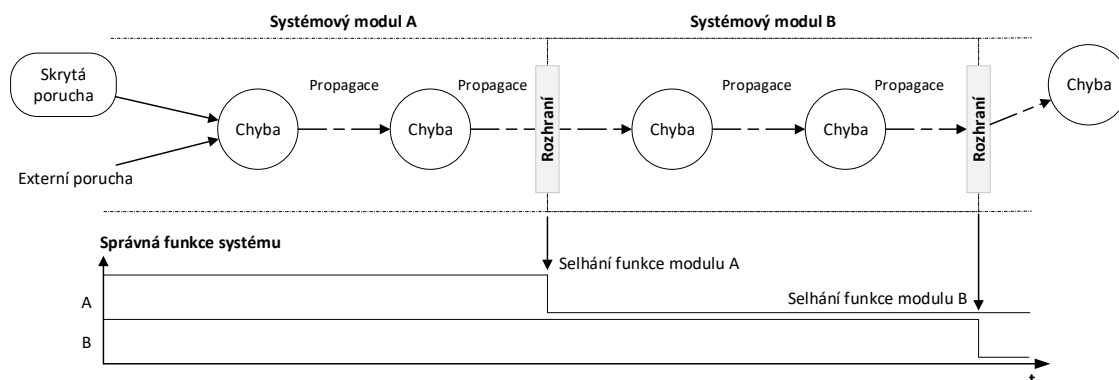 Systémový modul A
Systémový modul B
Skrytá
porucha
Externí porucha
Chyba
Propagace
Chyba
Propagace
Rozhraní
Chyba
Propagace
Chyba
Propagace
Rozhraní
Chyba
Správná funkce systému
Selhání funkce modulu A
A
Selhání funkce modulu B
B
t